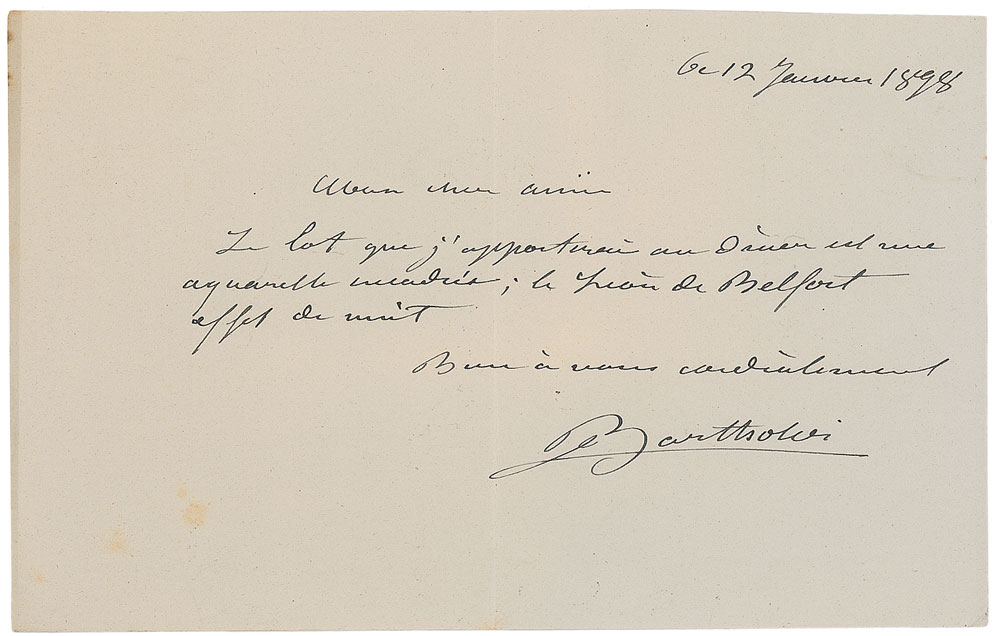 Ce 12 Janvier 1898
Mon cher ami
Le lot que j'apporterai au Diner est une
aquarelle encadrée ; le Lion de Belfort
effet de nuit
Bien à vous cordialement
Bartholdi